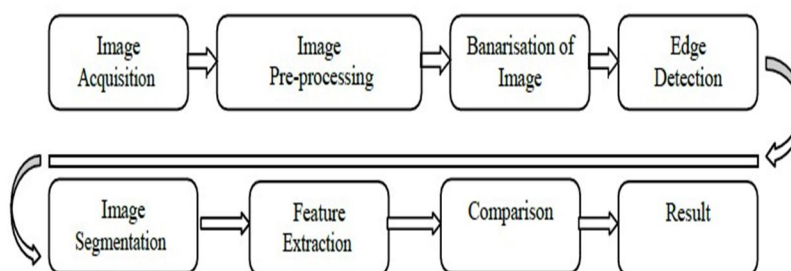 Image
Acquisition
Image
Pre-processing
Banarisation of
Image
Edge
Detection
Image
Segmentation
Feature
Extraction
Comparison
Result